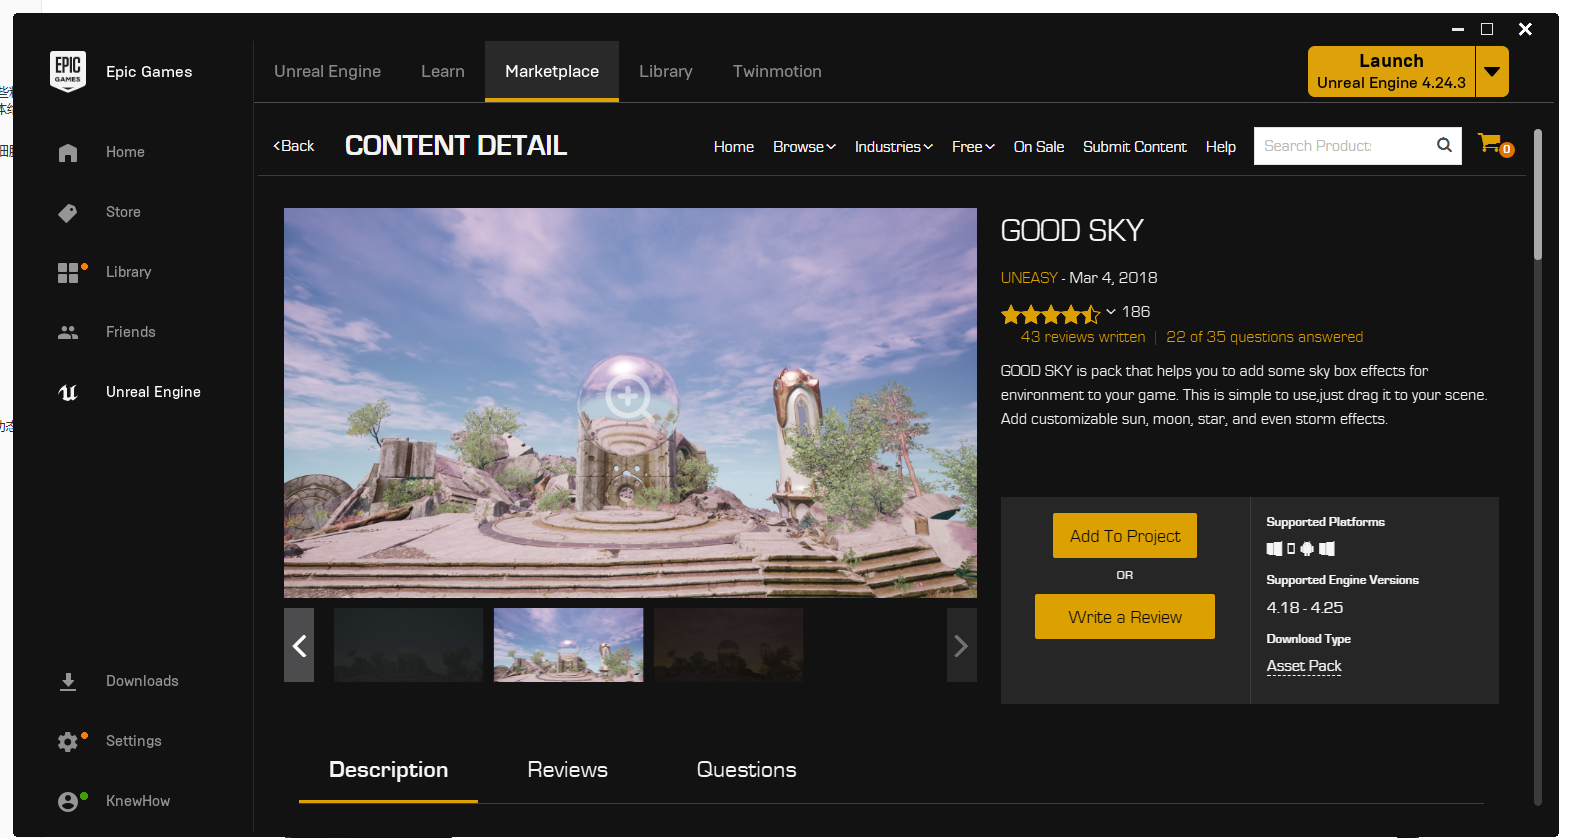 EPIC
GAMES
Epic Games
Unreal Engine
Learn
Marketplace
Library
Twinmotion
Launch
Unreal Engine 4.24.3
Home
Store
Library
Friends
Unreal Engine
Downloads
Settings
KnewHow
<Back
CONTENT DETAIL
Home
Browse
Industries
Free
On Sale
Submit Content
Help
Search Product
0
GOOD SKY
UNEASY - Mar 4, 2018
186
43 reviews written | 22 of 35 questions answered
GOOD SKY is pack that helps you to add some sky box effects for
environment to your game. This is simple to use,just drag it to your scene.
Add customizable sun, moon, star, and even storm effects.
Add To Project
OR
Write a Review
Supported Platforms
Supported Engine Versions
4.18 - 4.25
Download Type
Asset Pack
Description
Reviews
Questions